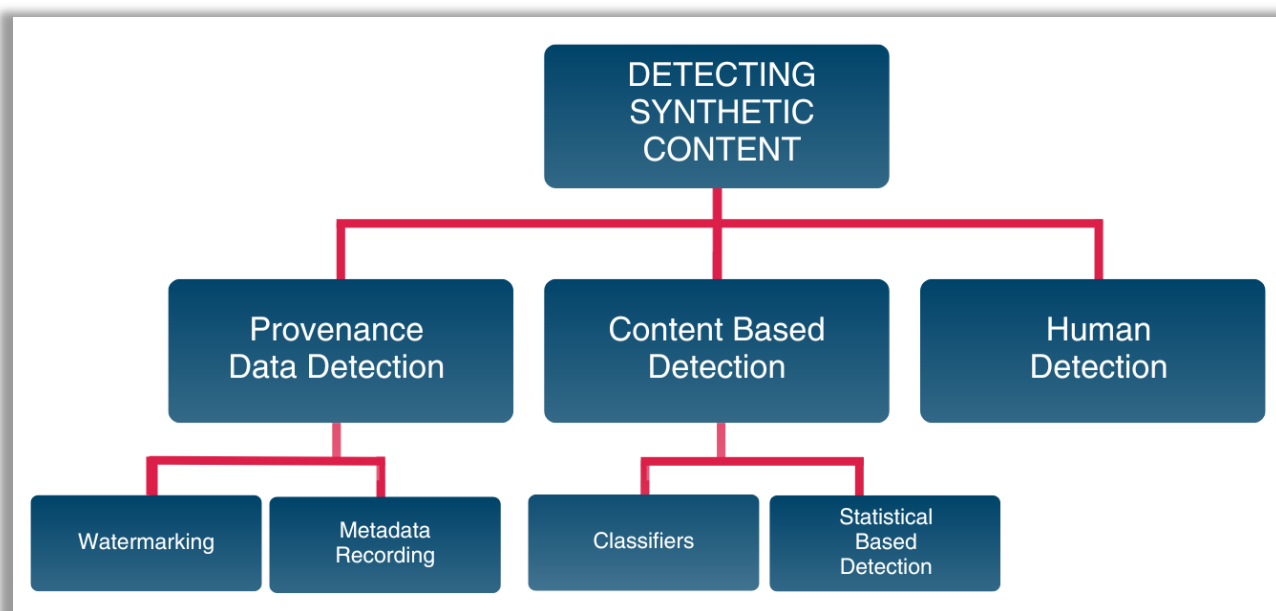 DETECTING
SYNTHETIC
CONTENT
Provenance
Data Detection
Content Based
Detection
Human
Detection
Watermarking
Metadata
Recording
Classifiers
Statistical
Based
Detection